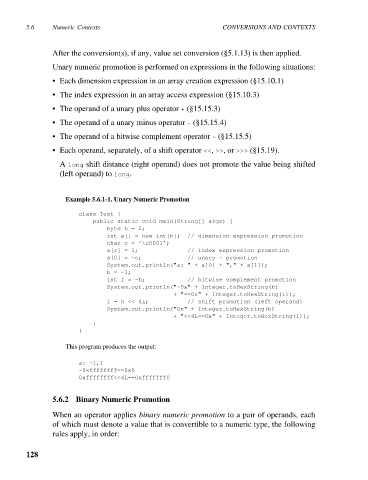 5.6 Numeric Contexts CONVERSIONS AND CONTEXTS
After the conversion(s), if any, value set conversion (§5.1.13) is then applied.
Unary numeric promotion is performed on expressions in the following situations:
• Each dimension expression in an array creation expression (§15.10.1)
• The index expression in an array access expression (§15.10.3)
• The operand of a unary plus operator + (§15.15.3)
• The operand of a unary minus operator - (§15.15.4)
• The operand of a bitwise complement operator ~ (§15.15.5)
• Each operand, separately, of a shift operator <<, >>, or >>> (§15.19).
A long shift distance (right operand) does not promote the value being shifted
(left operand) to long.
Example 5.6.1-1. Unary Numeric Promotion
class Test {
public static void main(String[] args) {
byte b = 2;
int a[] = new int[b]; // dimension expression promotion
char c = '\u0001';
a[c] = 1; // index expression promotion
a[0] = -c; // unary - promotion
System.out.println("a: " + a[0] + "," + a[1]);
b = -1;
int i = ~b; // bitwise complement promotion
System.out.println("~0x" + Integer.toHexString(b)
+ "==0x" + Integer.toHexString(i));
i = b << 4L; // shift promotion (left operand)
System.out.println("0x" + Integer.toHexString(b)
+ "<<4L==0x" + Integer.toHexString(i));
}
}
This program produces the output:
a: -1,1
~0xffffffff==0x0
0xffffffff<<4L==0xfffffff0
5.6.2 Binary Numeric Promotion
When an operator applies binary numeric promotion to a pair of operands, each
of which must denote a value that is convertible to a numeric type, the following
rules apply, in order:
128